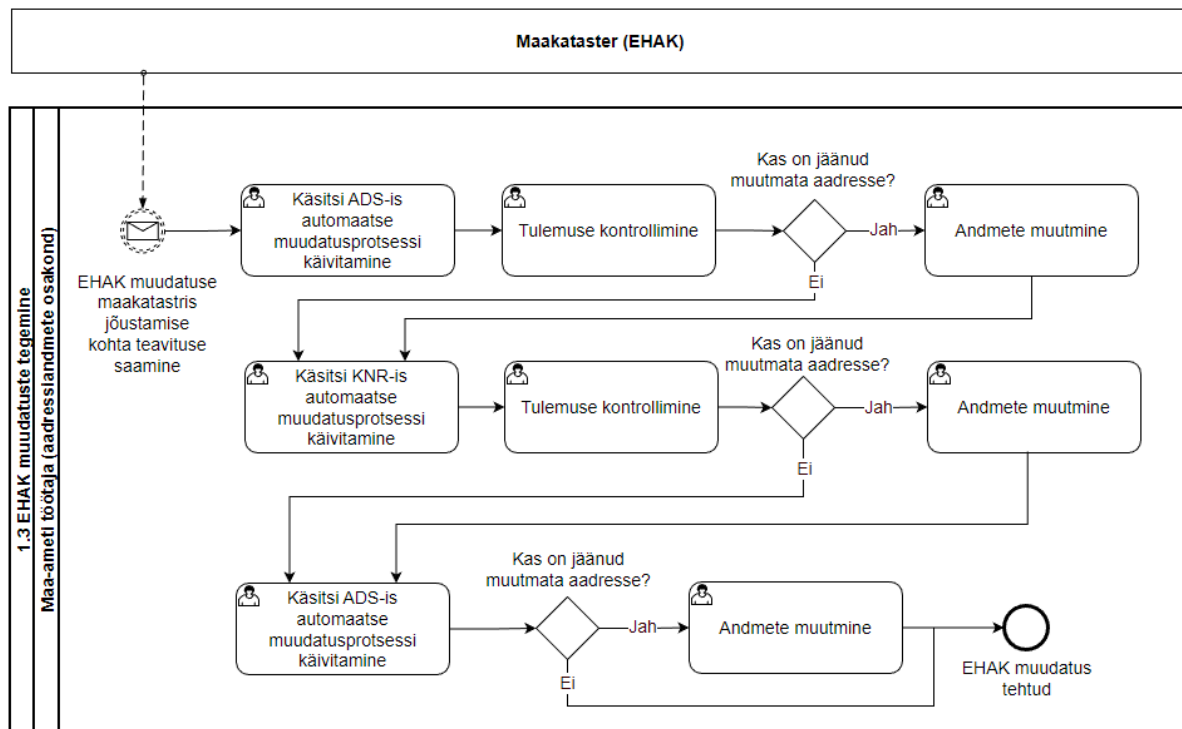 Maakataster (EHAK)
1.3 EHAK muudatuste tegemine
Maa-ameti töötaja (aadresslandmete osakond)
EHAK muudatuse
maakatastris
jõustamise
kohta teavituse
saamine
Käsitsi ADS-is
automaatse
muudatusprotsessi
käivitamine
Tulemuse kontrollimine
Kas on jäänud
muutmata aadresse?
Jah
Ei
Andmete muutmine
Käsitsi KNR-is
automaatse
muudatusprotsessi
käivitamine
Tulemuse kontrollimine
Kas on jäänud
muutmata aadresse?
Jah
Ei
Andmete muutmine
Käsitsi ADS-is
automaatse
muudatusprotsessi
käivitamine
Kas on jäänud
muutmata aadresse?
Jah
Ei
Andmete muutmine
EHAK muudatus
tehtud